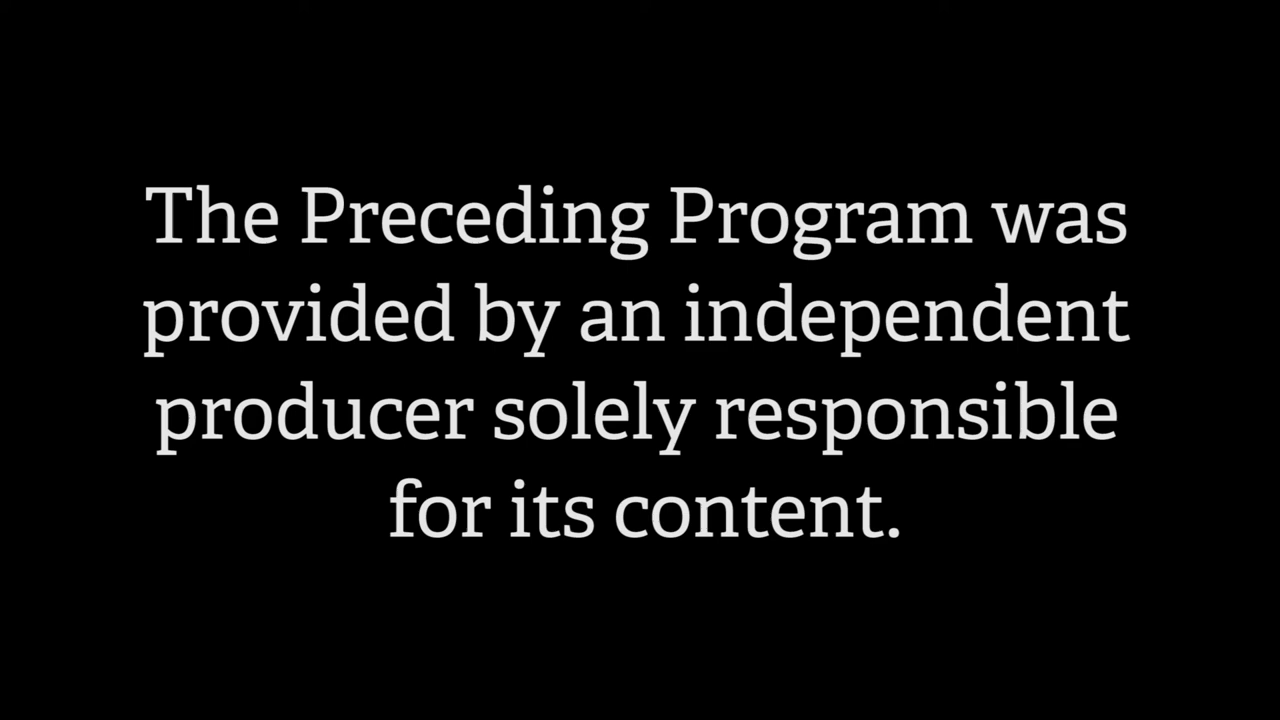 The Preceding Program was
provided by an independent
producer solely responsible
for its content.